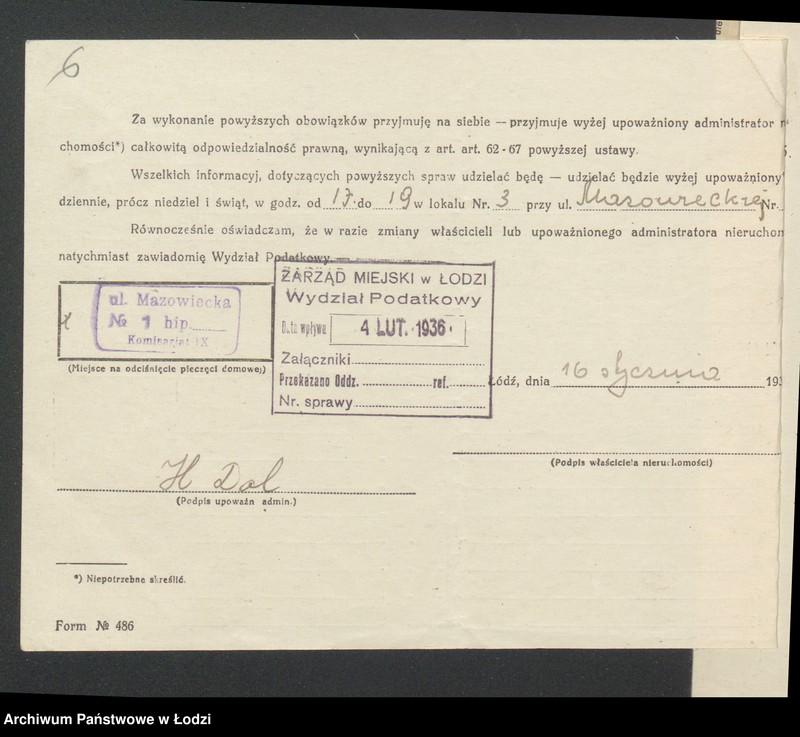 6
Za wykonanie powyższych obowiązków przyjmuję na siebie — przyjmuje wyżej upoważniony administrator
chomości*) całkowitą odpowiedzialność prawną, wynikającą z art. art. 62-67 powyższej ustawy.
Wszelkich informacyj, dotyczących powyższych spraw udzielać będę — udzielać będzie wyżej upoważniony
dziennie, prócz niedziel i świąt, w godz. od 17 do 19 w lokalu Nr. 3 przy ul. Mazowieckiej Nr.
Równocześnie oświadczam, że w razie zmiany właścicieli lub upoważnionego administratora nieruchom
natychmiast zawiadomię Wydział Podatkowy.
ul. Mazowiecka
№ 1 hip.
Komisarjat IX
(Miejsce na odciśnięcie pieczęci domowej)
ZARZĄD MIEJSKI w ŁODZI
Wydział Podatkowy
Data wpływu 4 LUT. 1936
Załączniki
Przekazano Oddz. ref.
Nr. sprawy
Łódź, dnia 16 stycznia 193
(Podpis właściciela nieruchomości)
H Dal
(Podpis upoważn admin.)
*) Niepotrzebne skreślić.
Form № 486
Archiwum Państwowe w Łodzi